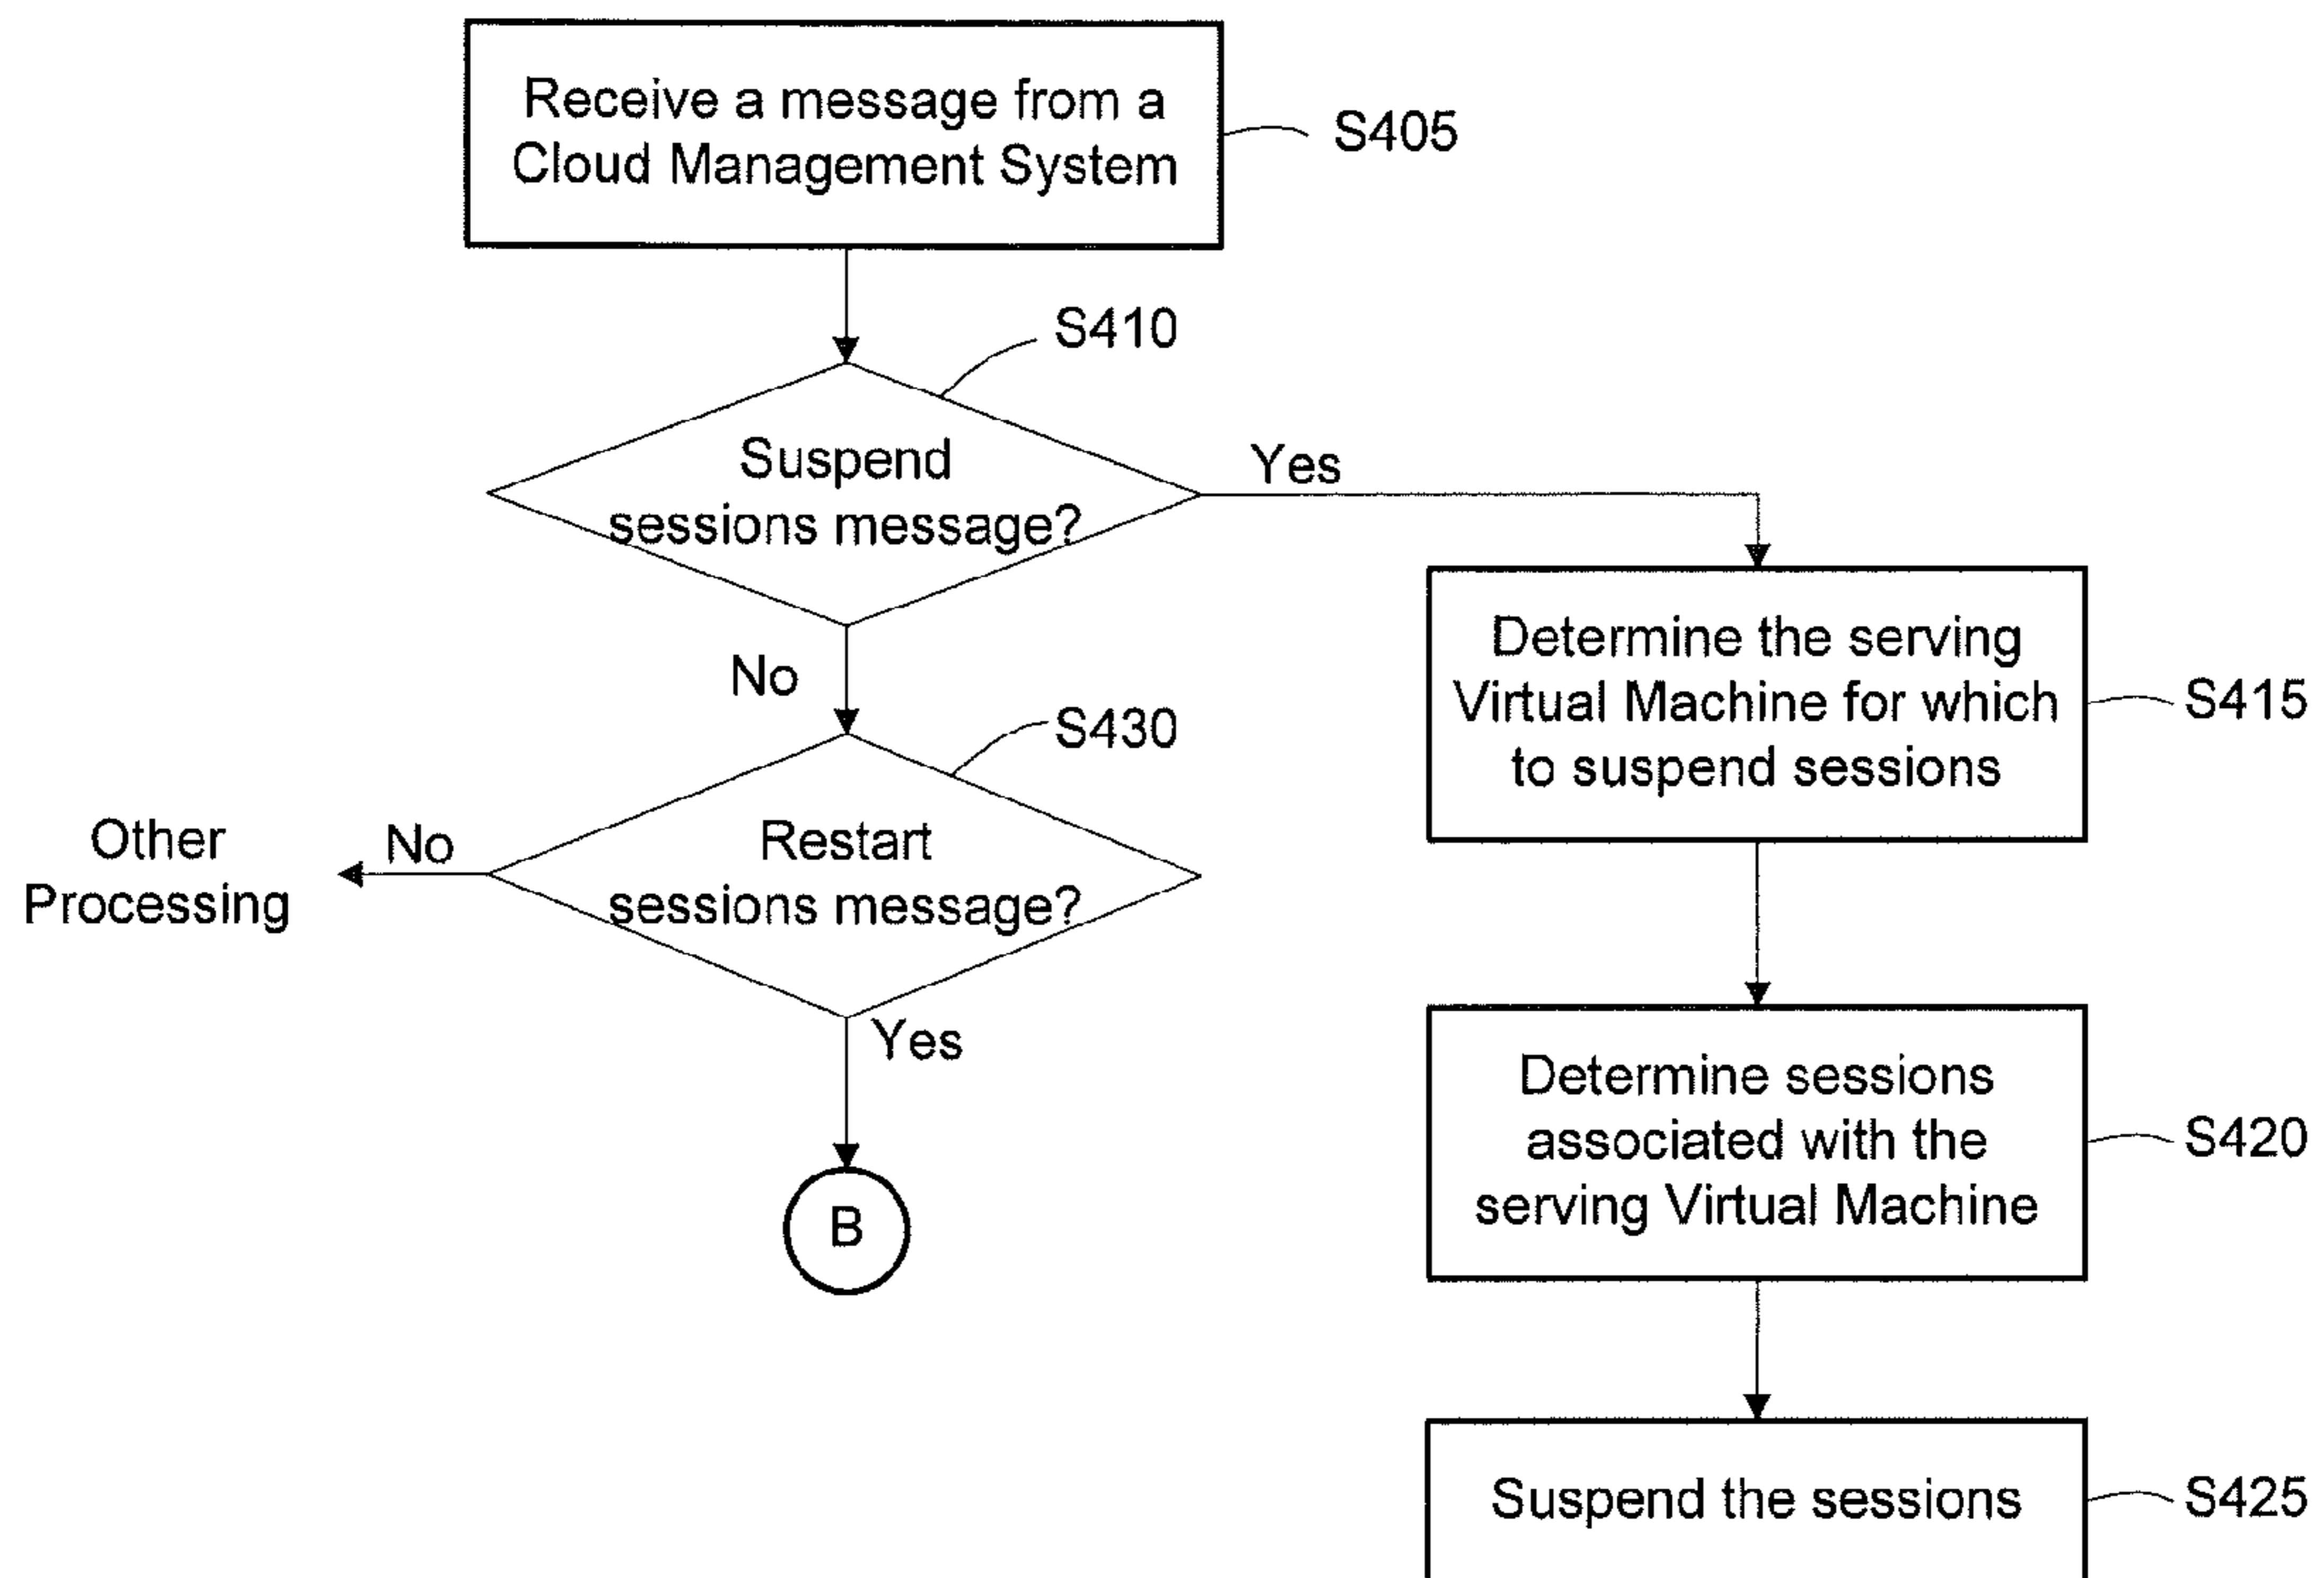 Receive a message from a
Cloud Management System
S405
S410
Suspend
sessions message?
Yes
No
Determine the serving
Virtual Machine for which
to suspend sessions
S415
S430
Restart
sessions message?
No
Other
Processing
Yes
B
Determine sessions
associated with the
serving Virtual Machine
S420
Suspend the sessions
S425